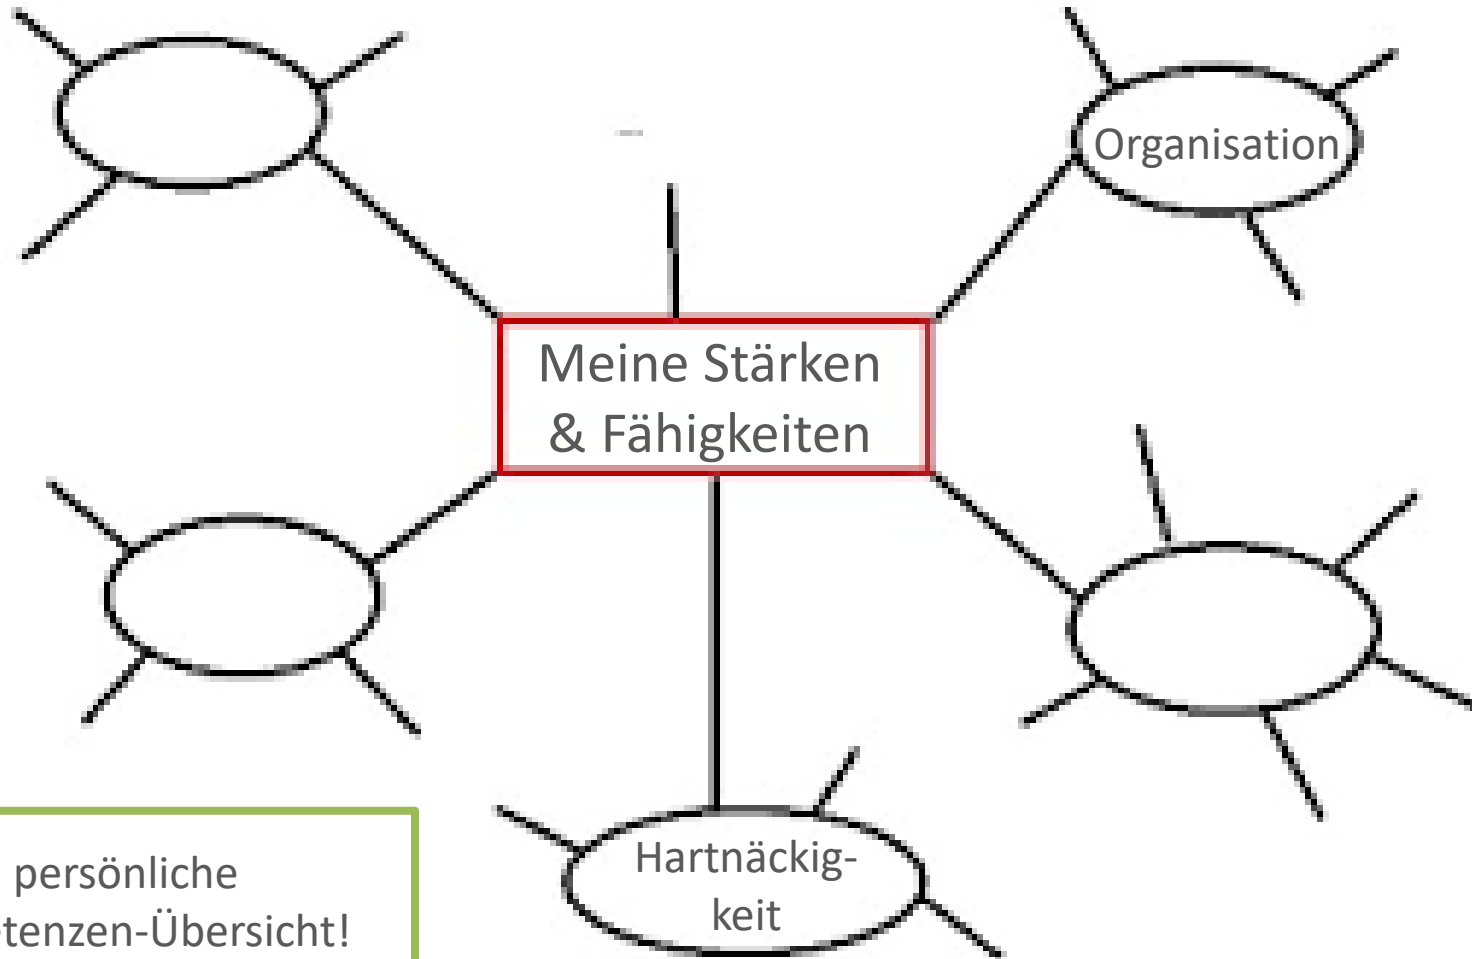 Organisation
Meine Stärken
& Fähigkeiten
Hartnäckig-
keit
persönliche
tenzen-Übersicht!